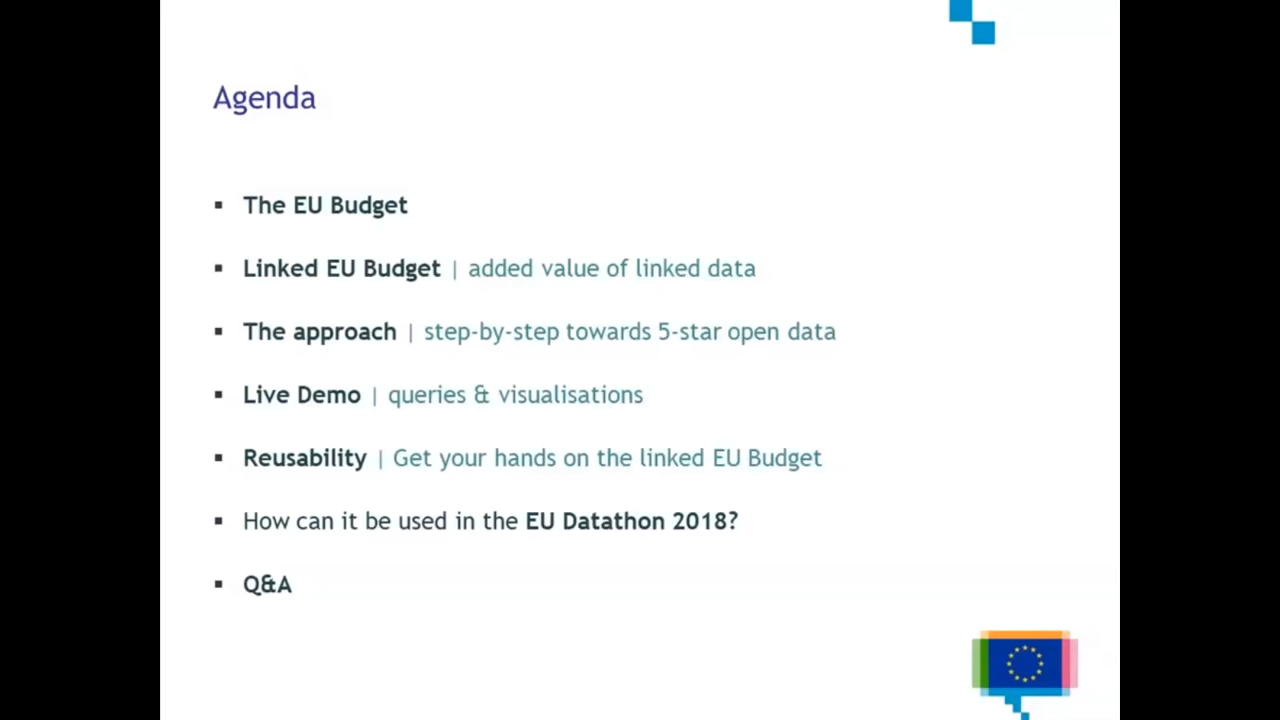 Agenda
▪ The EU Budget
▪ Linked EU Budget | added value of linked data
▪ The approach | step-by-step towards 5-star open data
▪ Live Demo | queries & visualisations
▪ Reusability | Get your hands on the linked EU Budget
▪ How can it be used in the EU Datathon 2018?
▪ Q&A